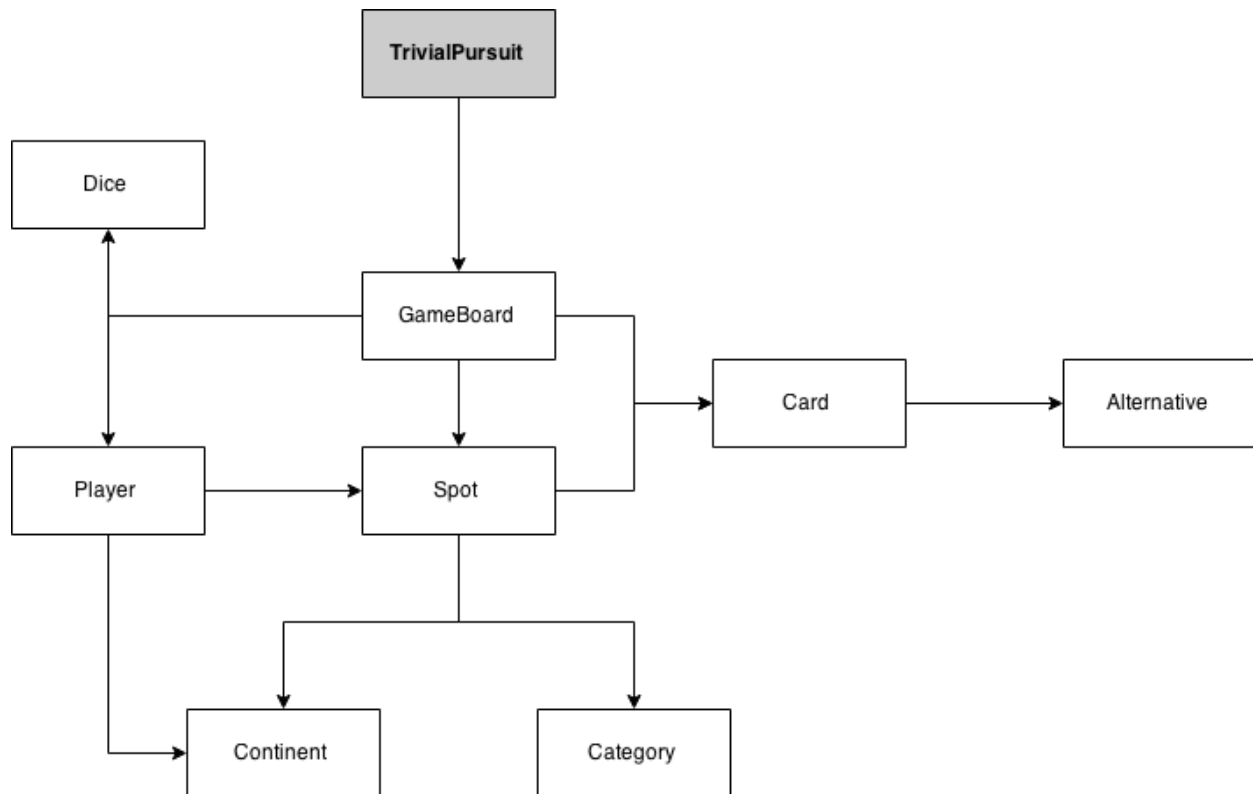 TrivialPursuit
Dice
GameBoard
Card
Alternative
Player
Spot
Continent
Category